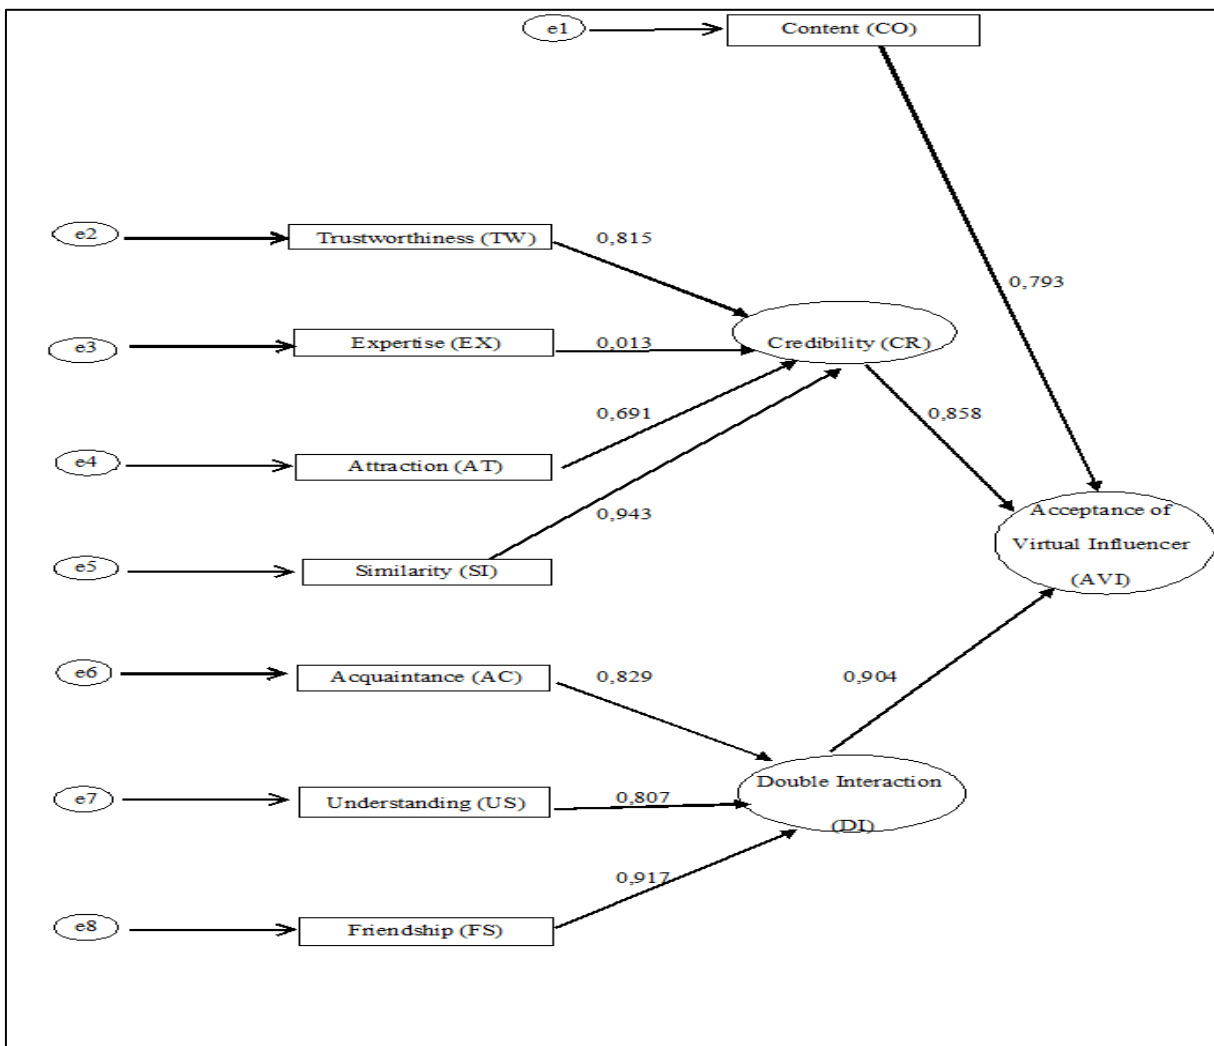 e1
Content (CO)
e2
Trustworthiness (TW)
0,815
0,793
e3
Expertise (EX)
0,013
Credibility (CR)
0,691
0,858
e4
Attraction (AT)
0,943
Acceptance of
Virtual Influencer
(AVI)
e5
Similarity (SI)
e6
Acquaintance (AC)
0,829
0,904
Double Interaction
(DI)
e7
Understanding (US)
0,807
0,917
e8
Friendship (FS)